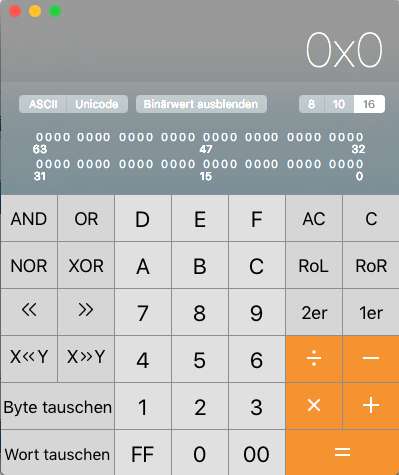 0x0
ASCII Unicode Binärwert ausblenden 8 10 16
0000 0000 0000 0000 0000 0000 0000 0000
63 47 32
0000 0000 0000 0000 0000 0000 0000 0000
31 15 0
AND OR D E F AC C
NOR XOR A B C RoL RoR
<< >> 7 8 9 2er 1er
X<<Y X>>Y 4 5 6 ÷ −
Byte tauschen 1 2 3 × +
Wort tauschen FF 0 00 =